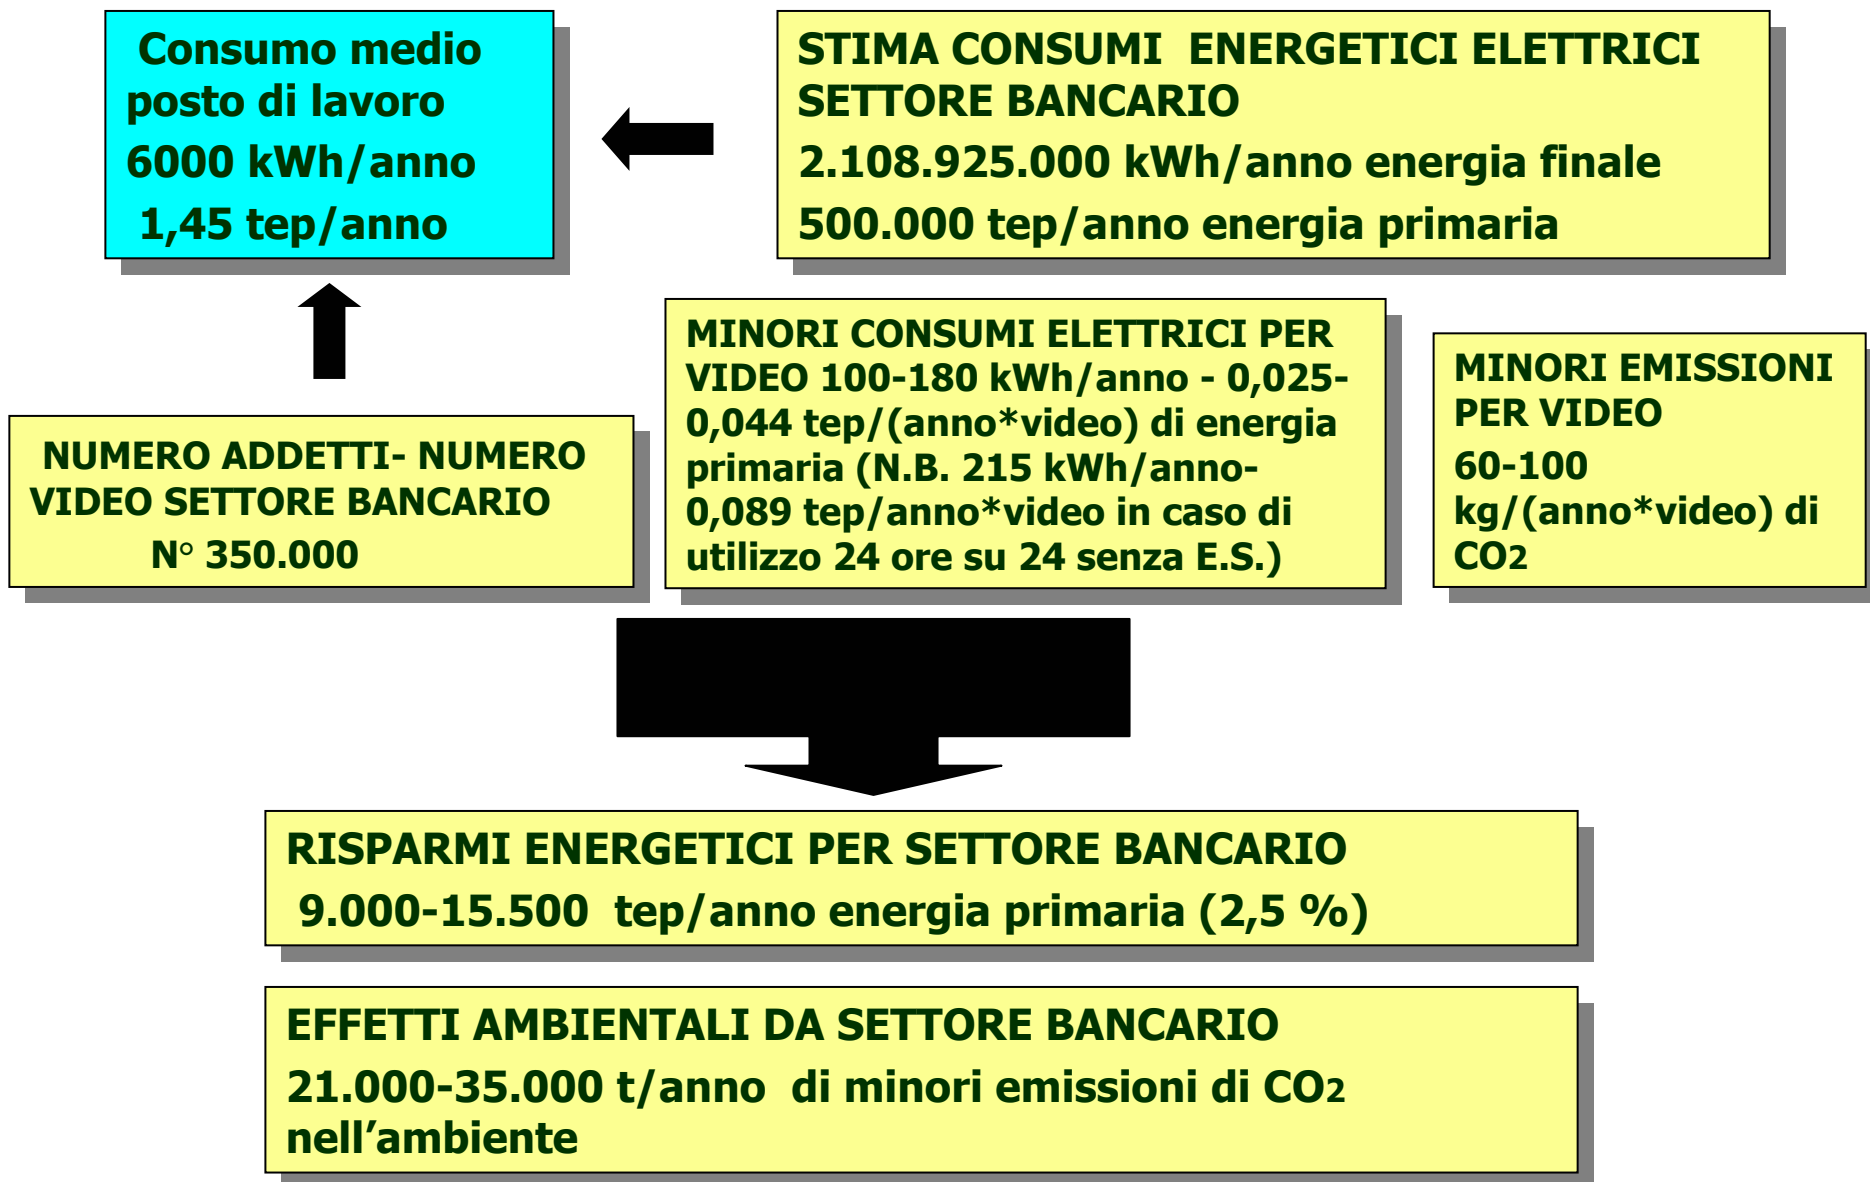 Consumo medio
posto di lavoro
6000 kWh/anno
1,45 tep/anno
STIMA CONSUMI ENERGETICI ELETTRICI
SETTORE BANCARIO
2.108.925.000 kWh/anno energia finale
500.000 tep/anno energia primaria
NUMERO ADDETTI- NUMERO
VIDEO SETTORE BANCARIO
N° 350.000
MINORI CONSUMI ELETTRICI PER
VIDEO 100-180 kWh/anno - 0,025-
0,044 tep/(anno*video) di energia
primaria (N.B. 215 kWh/anno-
0,089 tep/anno*video in caso di
utilizzo 24 ore su 24 senza E.S.)
MINORI EMISSIONI
PER VIDEO
60-100
kg/(anno*video) di
CO2
RISPARMI ENERGETICI PER SETTORE BANCARIO
9.000-15.500 tep/anno energia primaria (2,5 %)
EFFETTI AMBIENTALI DA SETTORE BANCARIO
21.000-35.000 t/anno di minori emissioni di CO2
nell’ambiente